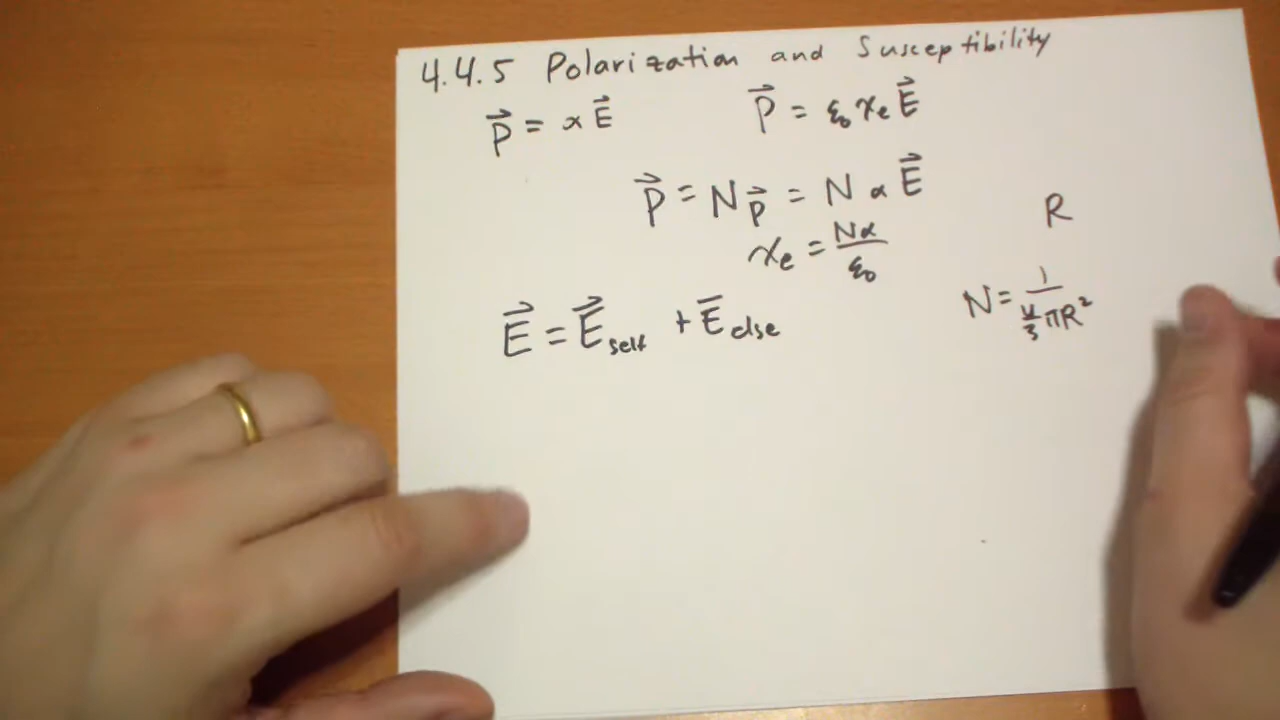 4.4.5 Polarization and Susceptibility
p⃗ = αE⃗ P⃗ = ε₀χₑE⃗
P⃗ = Np⃗ = NαE⃗
R
χₑ = Nα/ε₀
N = 1/(4/3 πR²)
E⃗ = E⃗self + E̅else